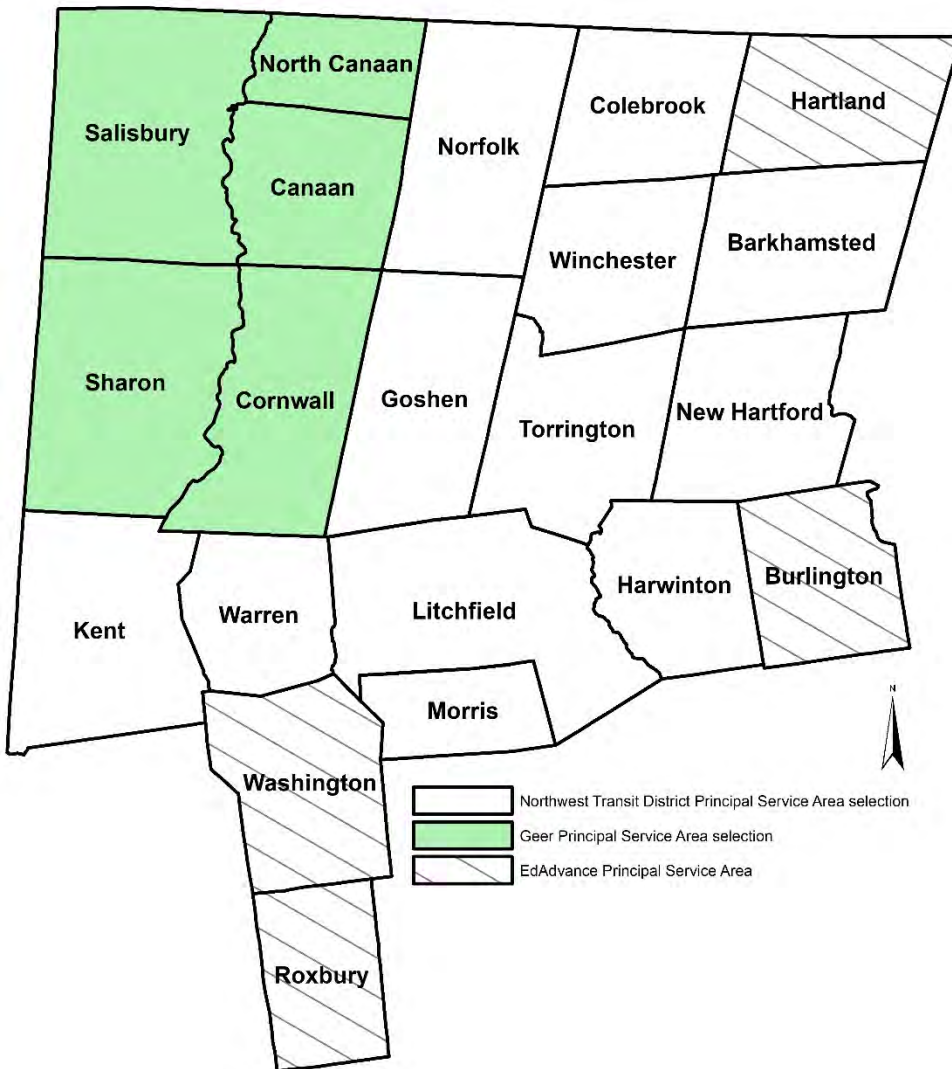 North Canaan
Colebrook
Hartland
Salisbury
Norfolk
Canaan
Barkhamsted
Winchester
Sharon
Cornwall
Goshen
New Hartford
Torrington
Burlington
Harwinton
Litchfield
Warren
Kent
N
Morris
Washington
Northwest Transit District Principal Service Area selection
Geer Principal Service Area selection
EdAdvance Principal Service Area
Roxbury